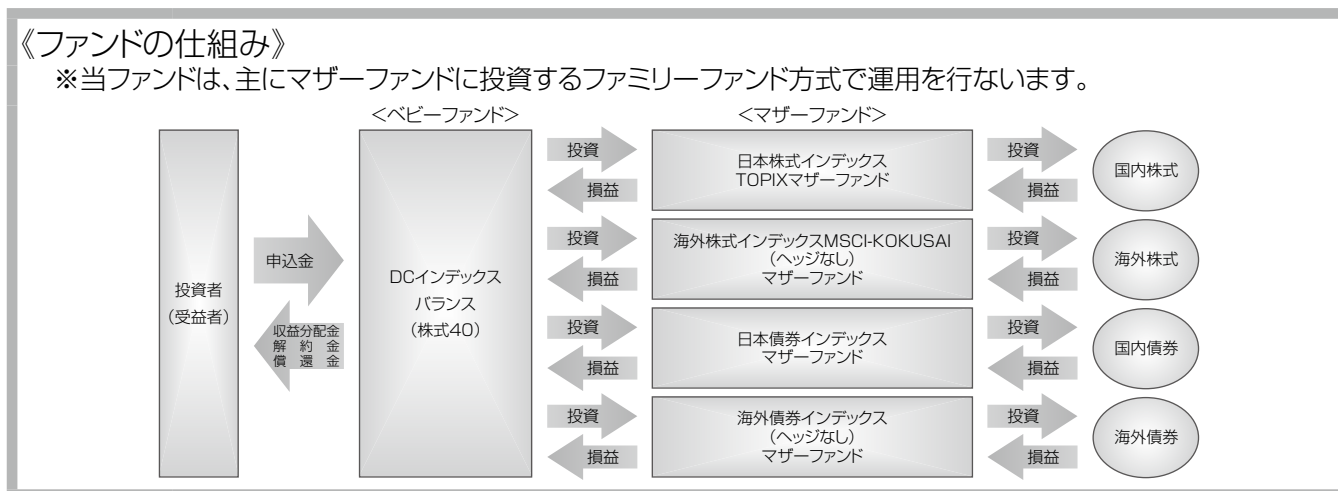 《ファンドの仕組み》
※当ファンドは、主にマザーファンドに投資するファミリーファンド方式で運用を行ないます。
＜ベビーファンド＞
＜マザーファンド＞
投資者
（受益者）
申込金
収益分配金
解約金
償還金
DCインデックス
バランス
（株式40）
投資
損益
日本株式インデックス
TOPIXマザーファンド
投資
損益
国内株式
投資
損益
海外株式インデックスMSCI-KOKUSAI
（ヘッジなし）
マザーファンド
投資
損益
海外株式
投資
損益
日本債券インデックス
マザーファンド
投資
損益
国内債券
投資
損益
海外債券インデックス
（ヘッジなし）
マザーファンド
投資
損益
海外債券